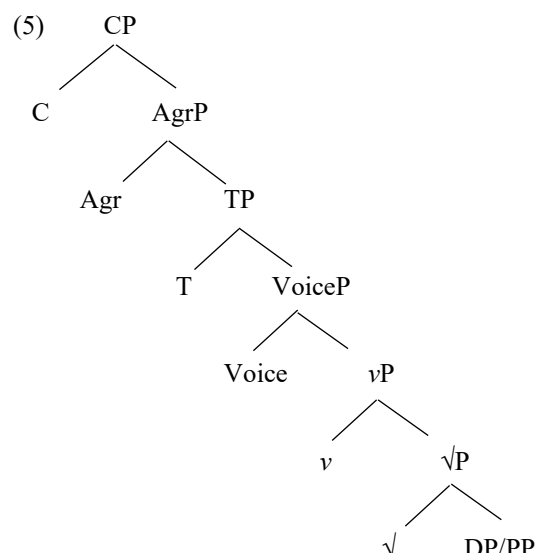 (5) CP
C AgrP
Agr TP
T VoiceP
Voice vP
v √P
√ DP/PP